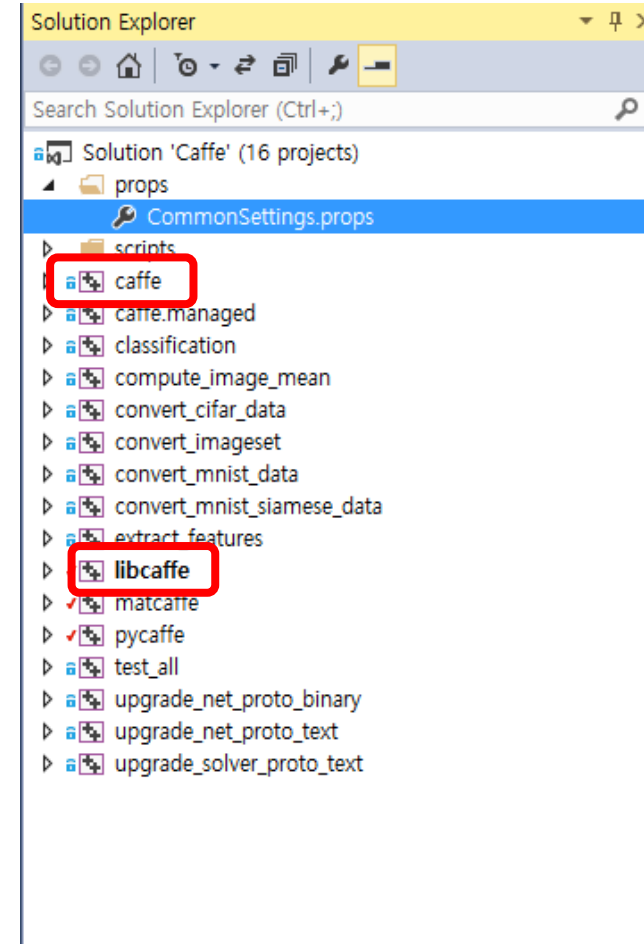 Solution Explorer
Search Solution Explorer (Ctrl+;)
Solution 'Caffe' (16 projects)
props
CommonSettings.props
scripts
caffe
caffe.managed
classification
compute_image_mean
convert_cifar_data
convert_imageset
convert_mnist_data
convert_mnist_siamese_data
extract_features
libcaffe
matcaffe
pycaffe
test_all
upgrade_net_proto_binary
upgrade_net_proto_text
upgrade_solver_proto_text